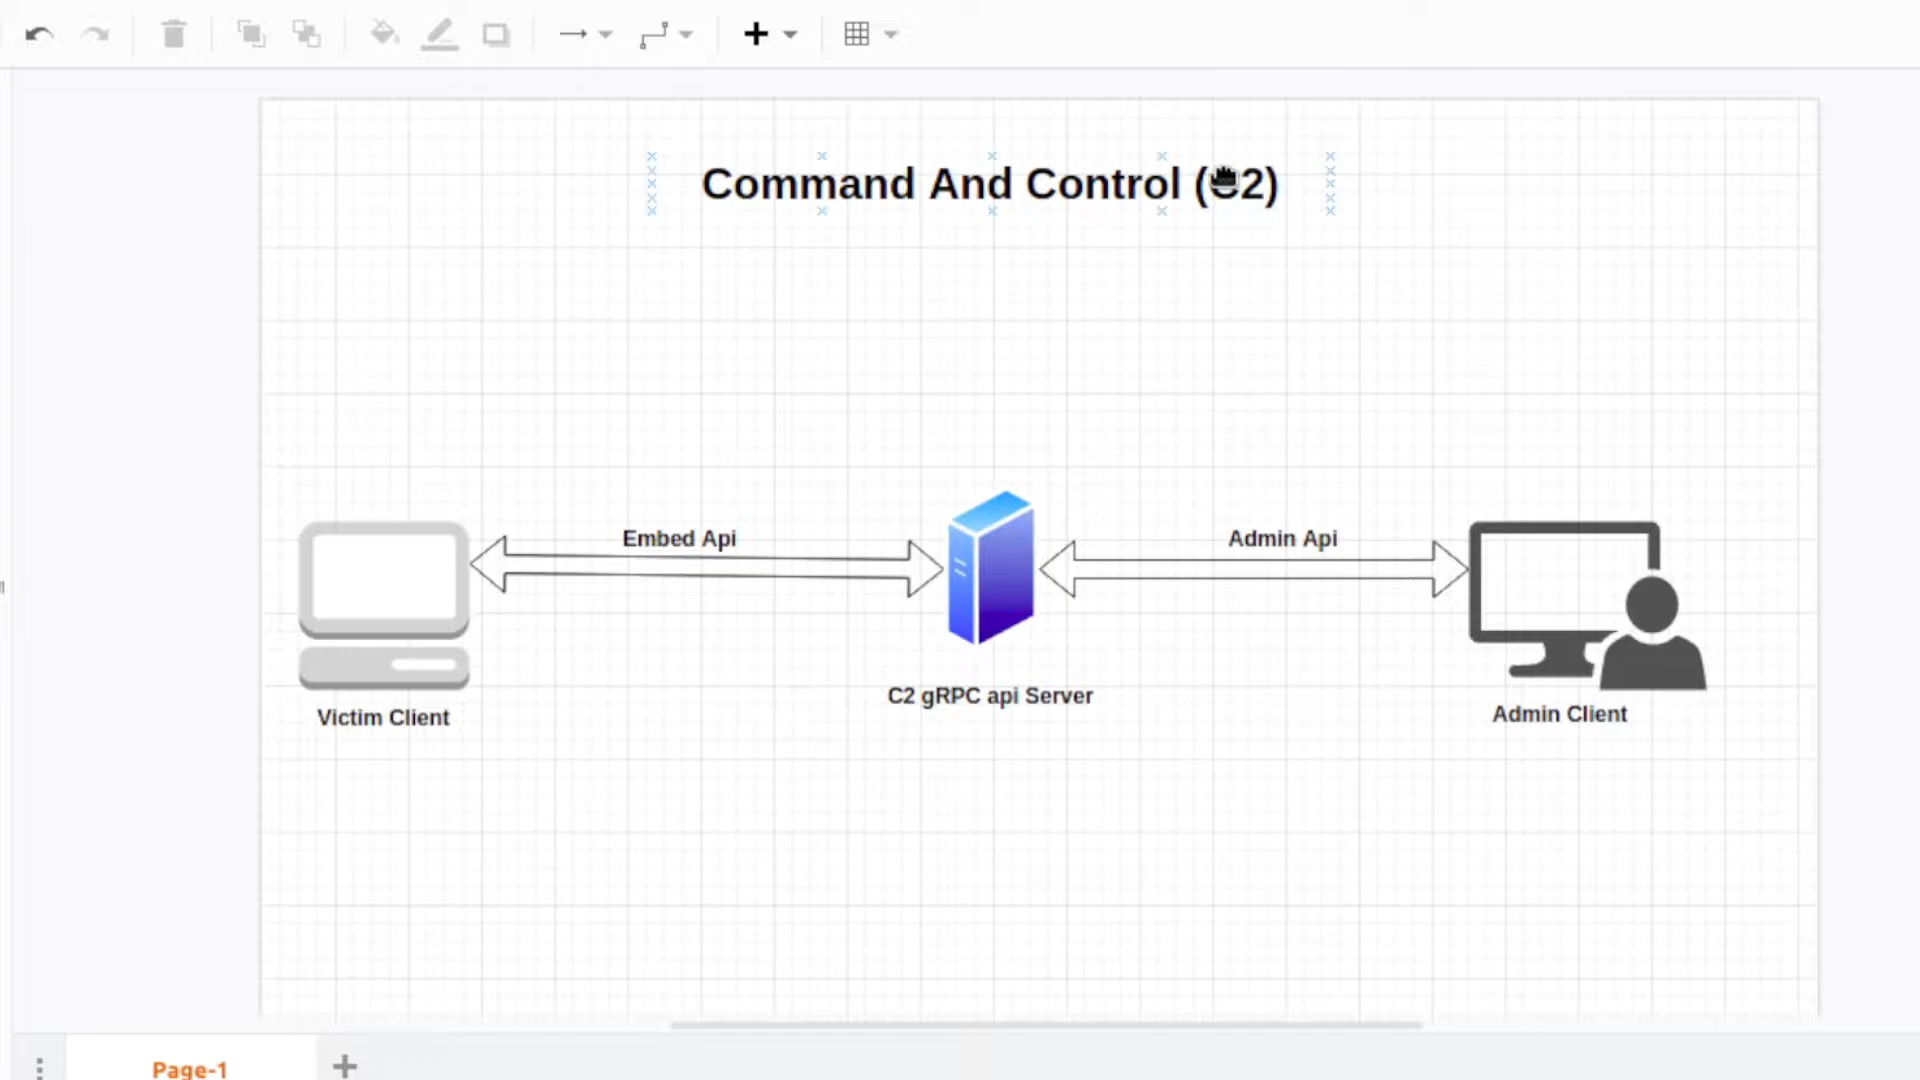 Command And Control (C2)
Embed Api
Admin Api
C2 gRPC api Server
Victim Client
Admin Client
Page-1